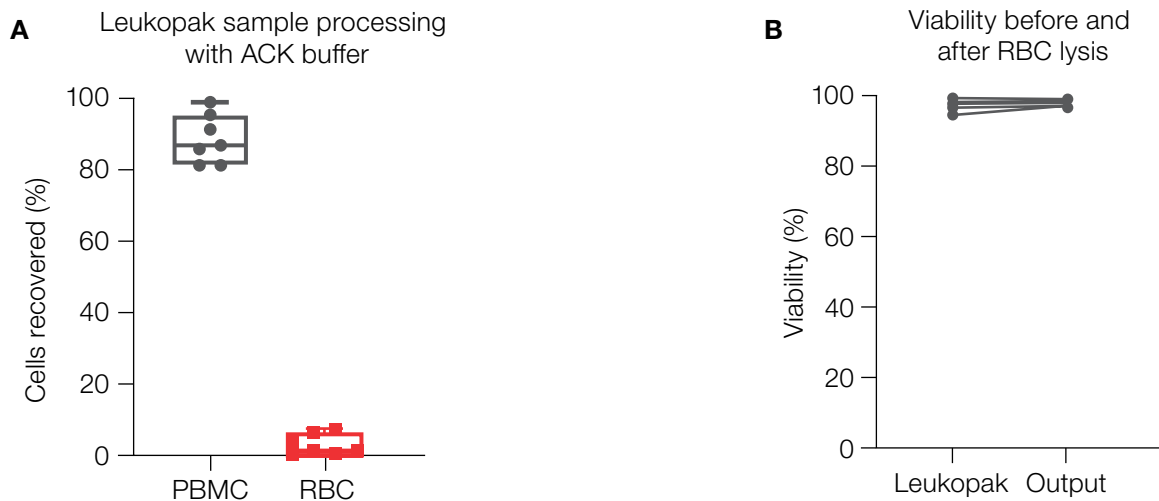 A
Leukopak sample processing
with ACK buffer
Cells recovered (%)
100
80
60
40
20
0
PBMC RBC
B
Viability before and
after RBC lysis
Viability (%)
100
80
60
40
20
0
Leukopak Output